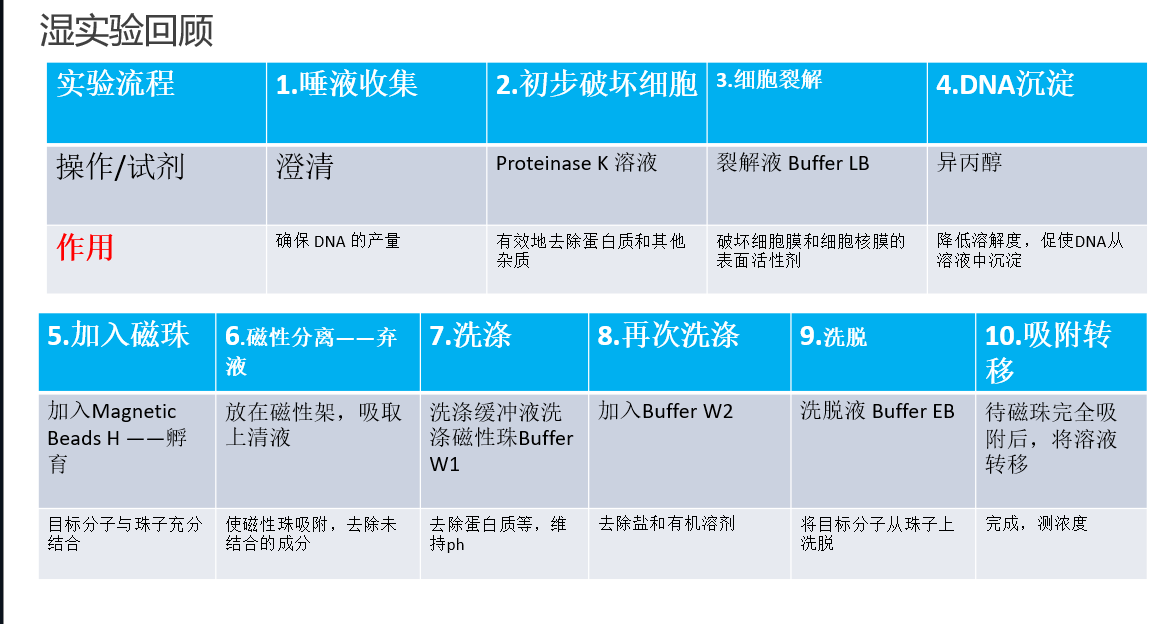 湿实验回顾
实验流程
1.唾液收集
2.初步破坏细胞
3.细胞裂解
4.DNA沉淀
操作/试剂
澄清
Proteinase K 溶液
裂解液 Buffer LB
异丙醇
作用
确保 DNA 的产量
有效地去除蛋白质和其他
杂质
破坏细胞膜和细胞核膜的
表面活性剂
降低溶解度，促使DNA从
溶液中沉淀
5.加入磁珠
6.磁性分离——弃
液
7.洗涤
8.再次洗涤
9.洗脱
10.吸附转
移
加入Magnetic
Beads H ——孵
育
放在磁性架，吸取
上清液
洗涤缓冲液洗
涤磁性珠Buffer
W1
加入Buffer W2
洗脱液 Buffer EB
待磁珠完全吸
附后，将溶液
转移
目标分子与珠子充分
结合
使磁性珠吸附，去除未
结合的成分
去除蛋白质等，维
持ph
去除盐和有机溶剂
将目标分子从珠子上
洗脱
完成，测浓度